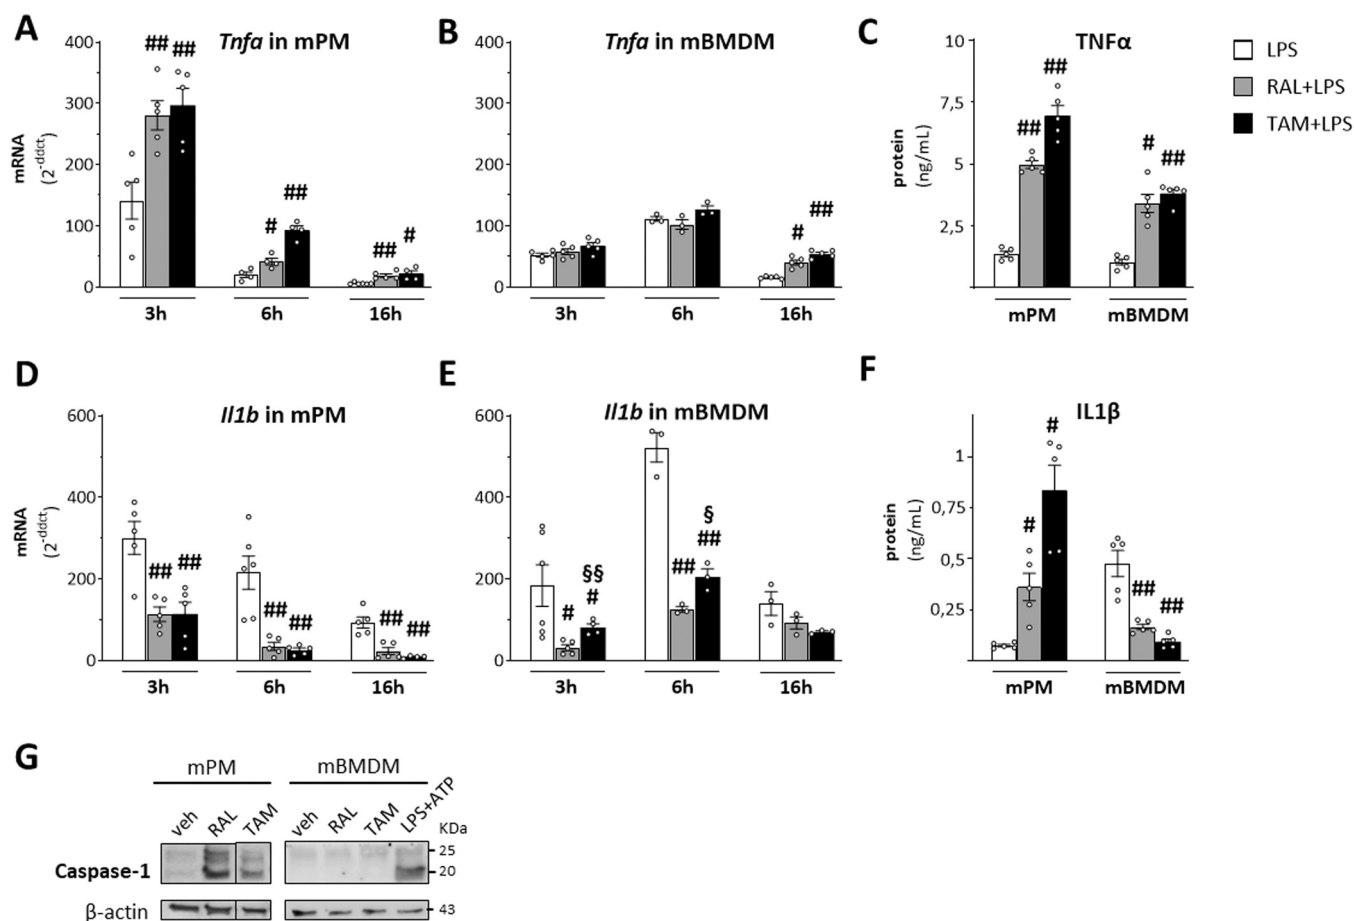 A
Tnfa in mPM
400
300
200
100
0
mRNA
(2-ddct)
## ##
# ##
## #
3h 6h 16h
B
Tnfa in mBMDM
400
300
200
100
0
# ##
3h 6h 16h
C
TNFα
10
7,5
5
2,5
protein
(ng/mL)
## ##
# ##
mPM mBMDM
LPS
RAL+LPS
TAM+LPS
D
Il1b in mPM
600
400
200
0
mRNA
(2-ddct)
## ##
## ##
## ##
3h 6h 16h
E
Il1b in mBMDM
600
400
200
0
§§
# #
§
## ##
3h 6h 16h
F
IL1β
1
0,75
0,5
0,25
protein
(ng/mL)
# #
## ##
mPM mBMDM
G
mPM mBMDM
veh RAL TAM veh RAL TAM LPS+ATP
KDa
Caspase-1
25
20
β-actin
43